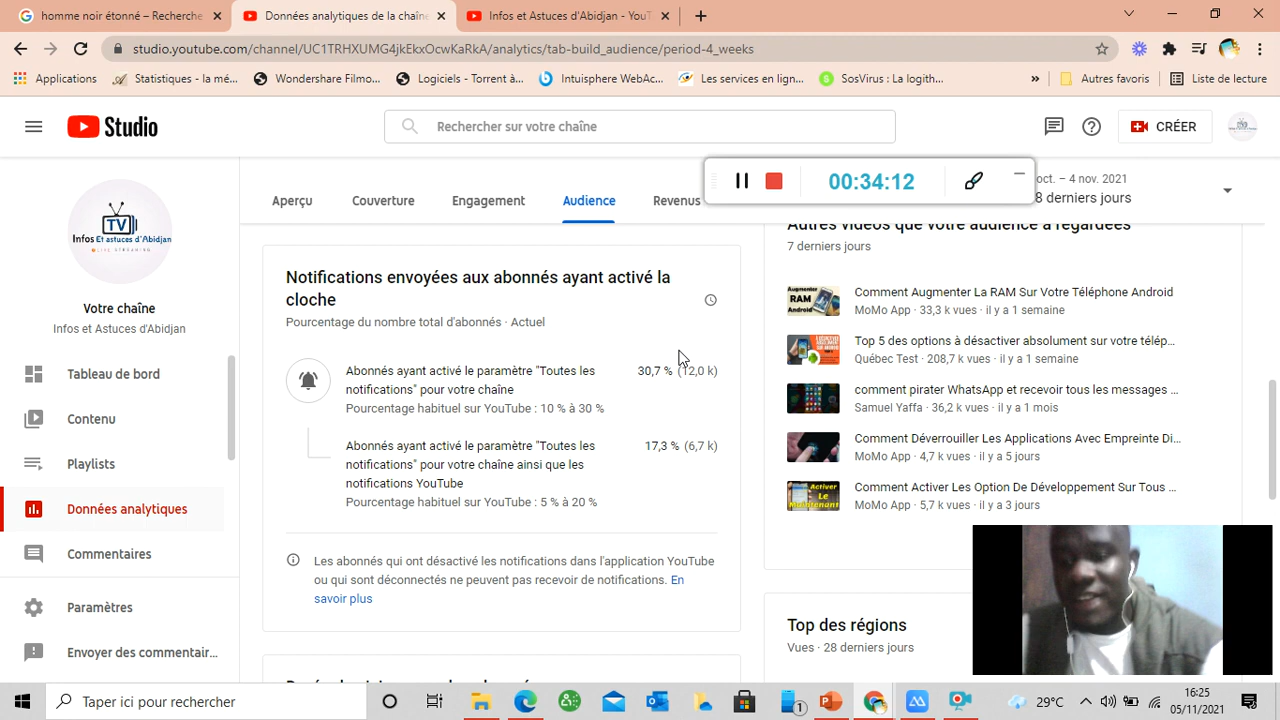 homme noir étonné - Recherche
Données analytiques de la chaîne
Infos et Astuces d'Abidjan - YouT
studio.youtube.com/channel/UC1TRHXUMG4jkEkxOcwKaRkA/analytics/tab-build_audience/period-4_weeks
Applications
Statistiques - la mé...
Wondershare Filmo...
Logiciels - Torrent à...
Intuisphere WebAc...
Les services en lign...
SosVirus : La logith...
»
Autres favoris
Liste de lecture
Studio
Rechercher sur votre chaîne
CRÉER
00:34:12
oct. – 4 nov. 2021
8 derniers jours
Aperçu
Couverture
Engagement
Audience
Revenus
TV
Infos Et astuces d'Abidjan
LIVE STREAMING
Votre chaîne
Infos et Astuces d'Abidjan
Tableau de bord
Contenu
Playlists
Données analytiques
Commentaires
Paramètres
Envoyer des commentair...
Notifications envoyées aux abonnés ayant activé la
cloche
Pourcentage du nombre total d'abonnés · Actuel
Abonnés ayant activé le paramètre "Toutes les
notifications" pour votre chaîne
30,7 % (12,0 k)
Pourcentage habituel sur YouTube : 10 % à 30 %
Abonnés ayant activé le paramètre "Toutes les
notifications" pour votre chaîne ainsi que les
notifications YouTube
17,3 % (6,7 k)
Pourcentage habituel sur YouTube : 5 % à 20 %
Les abonnés qui ont désactivé les notifications dans l'application YouTube
ou qui sont déconnectés ne peuvent pas recevoir de notifications. En
savoir plus
Autres vidéos que votre audience a regardées
7 derniers jours
Augmenter
RAM
Android
Comment Augmenter La RAM Sur Votre Téléphone Android
MoMo App · 33,3 k vues · il y a 1 semaine
Top 5 des options à désactiver absolument sur votre télép...
Québec Test · 208,7 k vues · il y a 1 semaine
comment pirater WhatsApp et recevoir tous les messages ...
Samuel Yaffa · 36,2 k vues · il y a 1 mois
Comment Déverrouiller Les Applications Avec Empreinte Di...
MoMo App · 4,7 k vues · il y a 5 jours
Activer
Le
Maintenant
Comment Activer Les Option De Développement Sur Tous ...
MoMo App · 5,7 k vues · il y a 3 jours
Top des régions
Vues · 28 derniers jours
Taper ici pour rechercher
1
29°C
16:25
05/11/2021